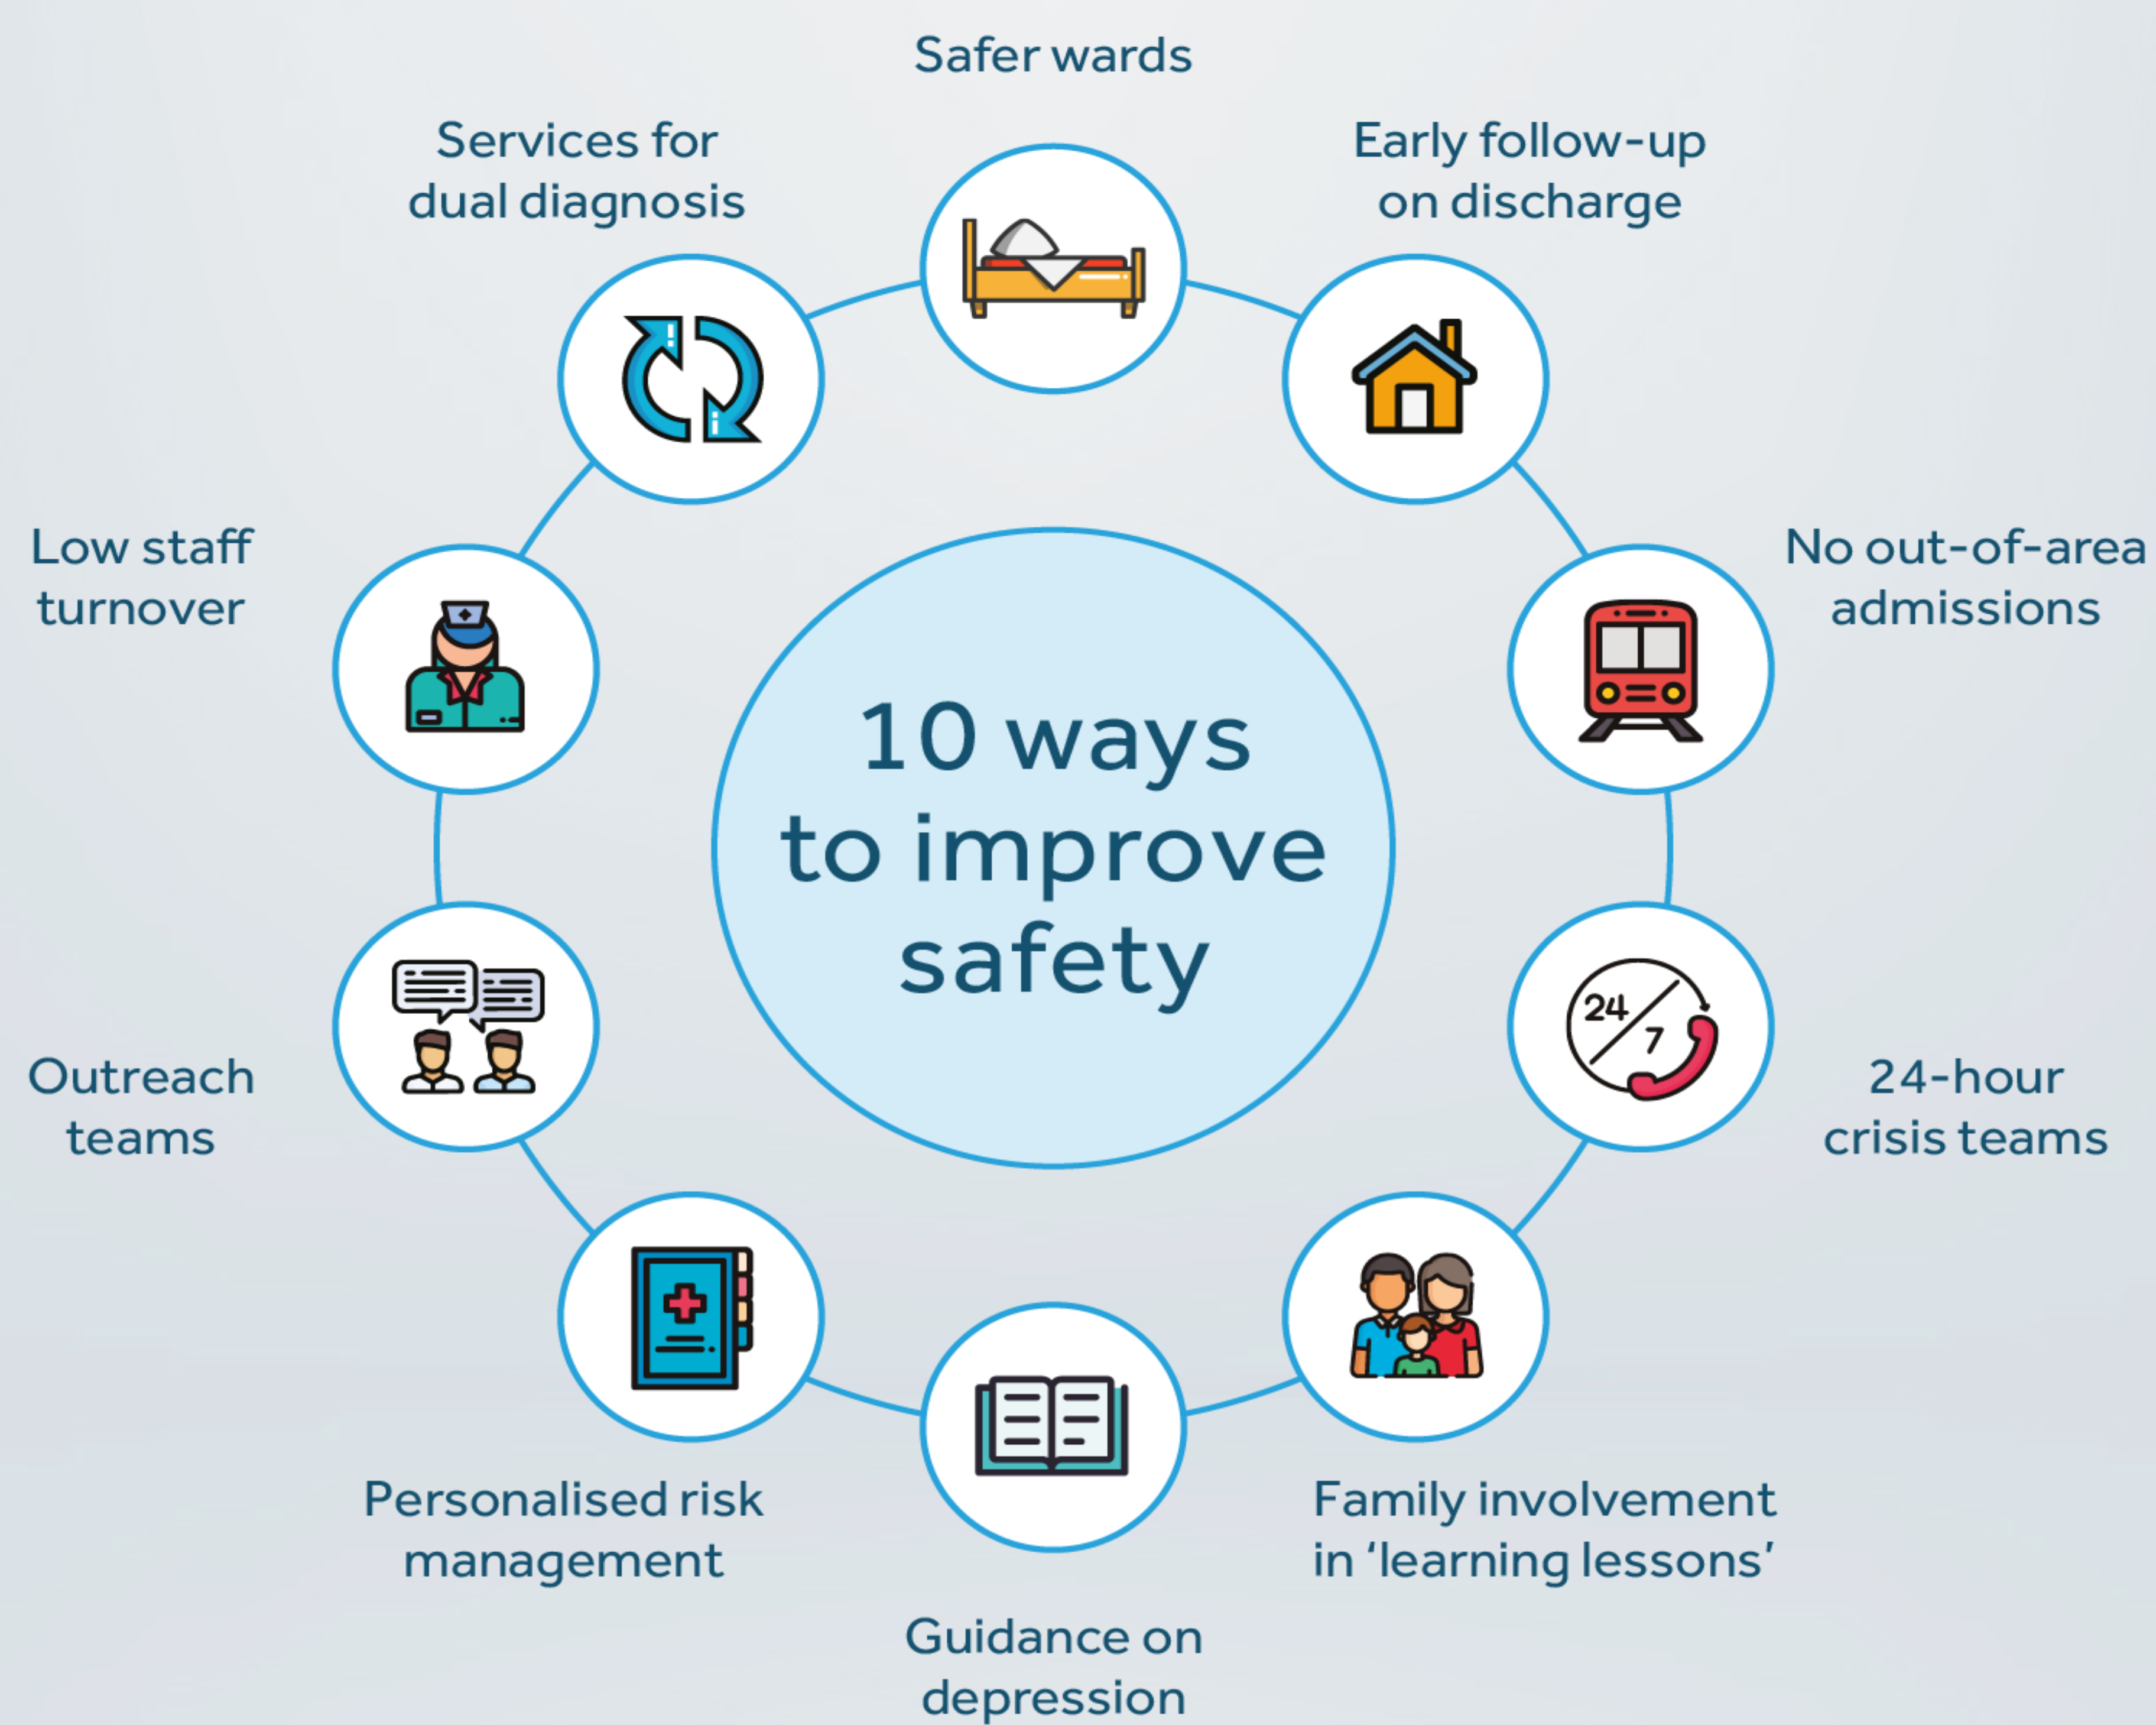 Safer wards
Early follow-up
on discharge
No out-of-area
admissions
24-hour
crisis teams
Family involvement
in ‘learning lessons’
Guidance on
depression
Personalised risk
management
Outreach
teams
Low staff
turnover
Services for
dual diagnosis
10 ways
to improve
safety
24
7